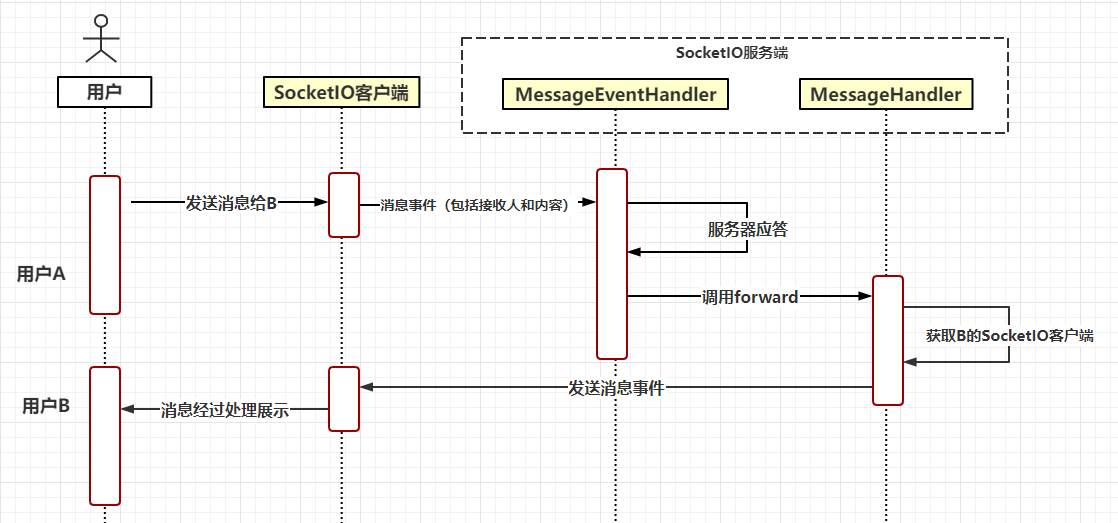 SocketIO服务端
用户
SocketIO客户端
MessageEventHandler
MessageHandler
发送消息给B
消息事件（包括接收人和内容）
服务器应答
用户A
调用forward
获取B的SocketIO客户端
发送消息事件
用户B
消息经过处理展示